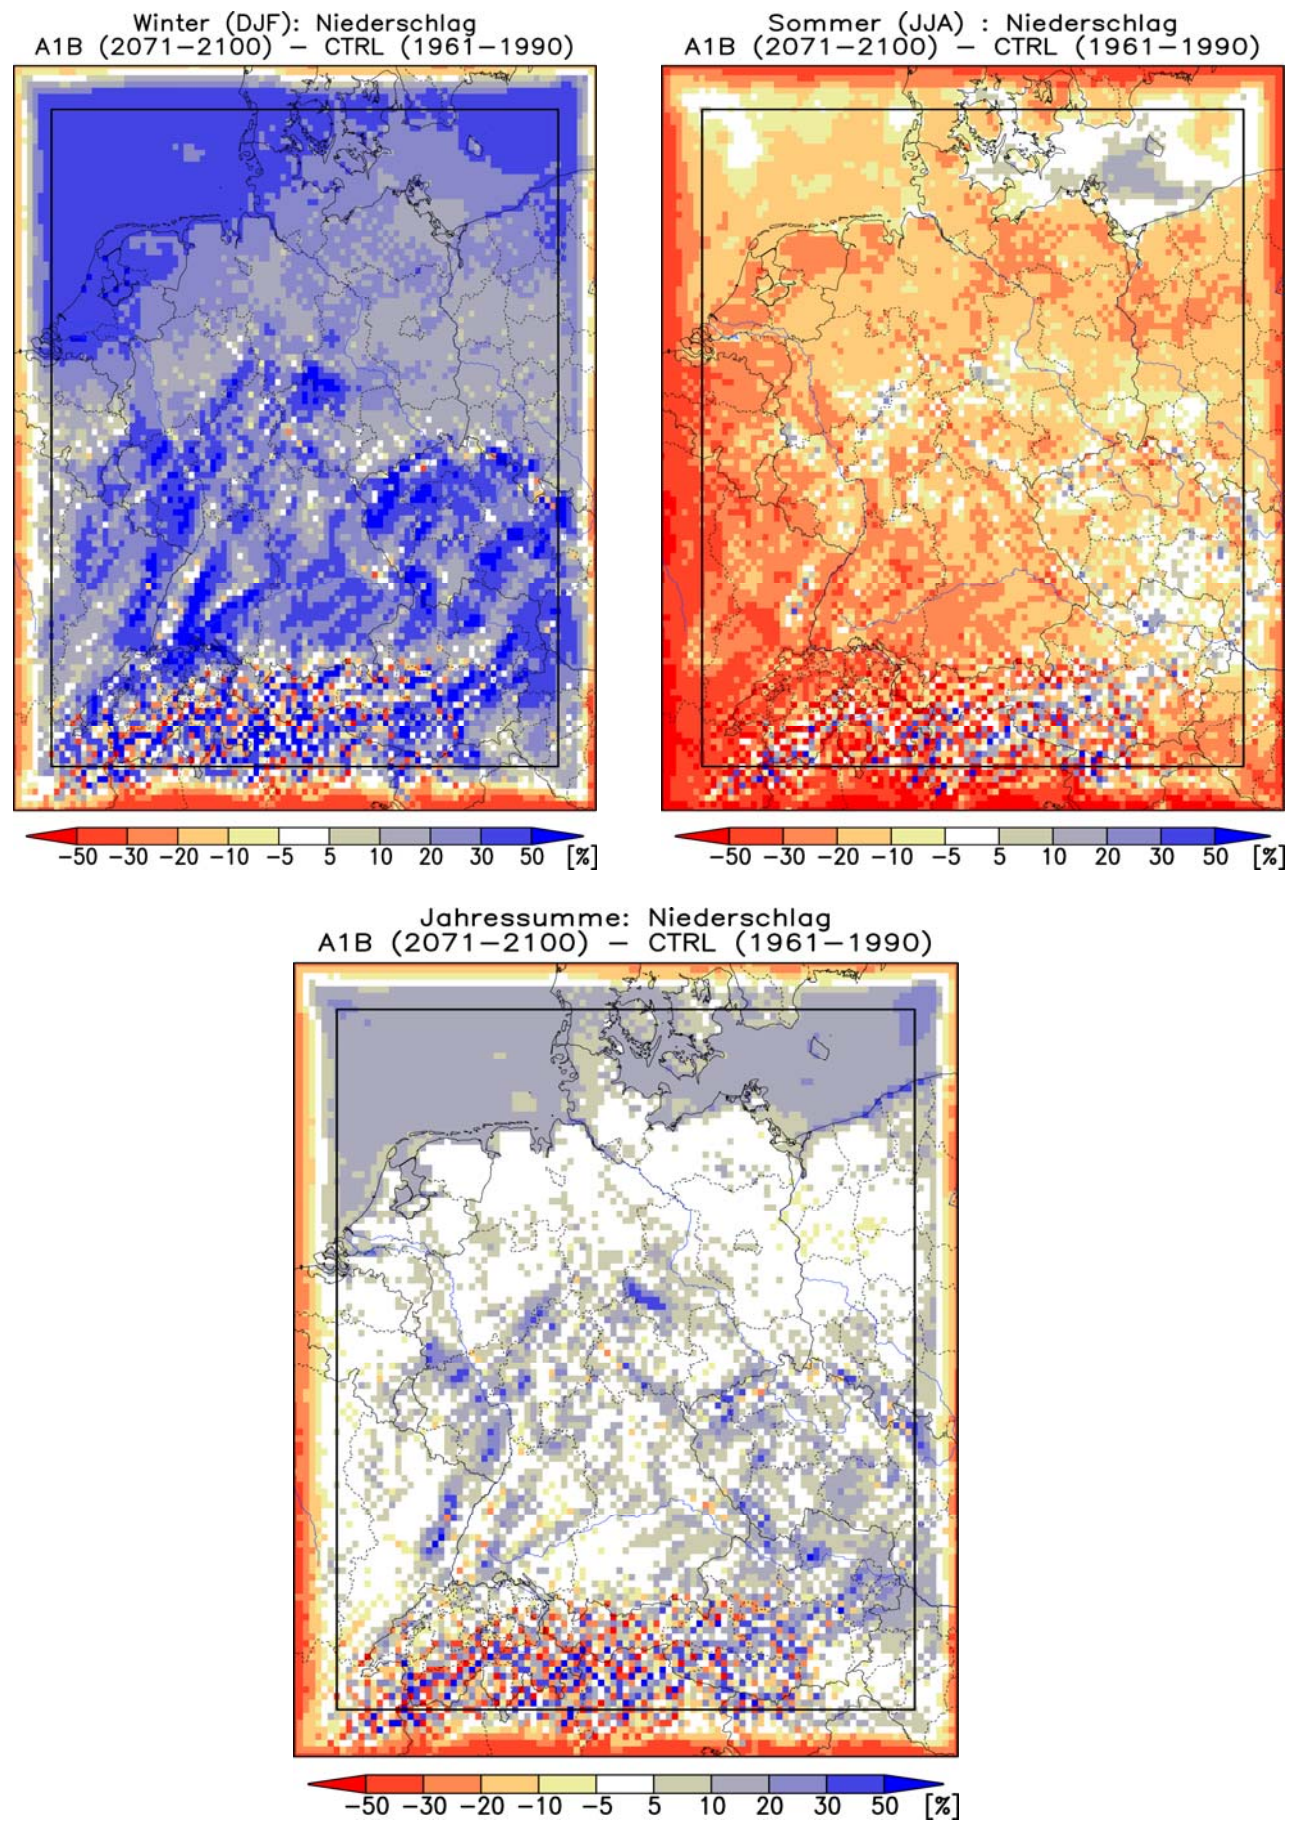 Winter (DJF): Niederschlag
A1B (2071−2100) − CTRL (1961−1990)
−50 −30 −20 −10 −5 5 10 20 30 50 [%]
Sommer (JJA) : Niederschlag
A1B (2071−2100) − CTRL (1961−1990)
−50 −30 −20 −10 −5 5 10 20 30 50 [%]
Jahressumme: Niederschlag
A1B (2071−2100) − CTRL (1961−1990)
−50 −30 −20 −10 −5 5 10 20 30 50 [%]